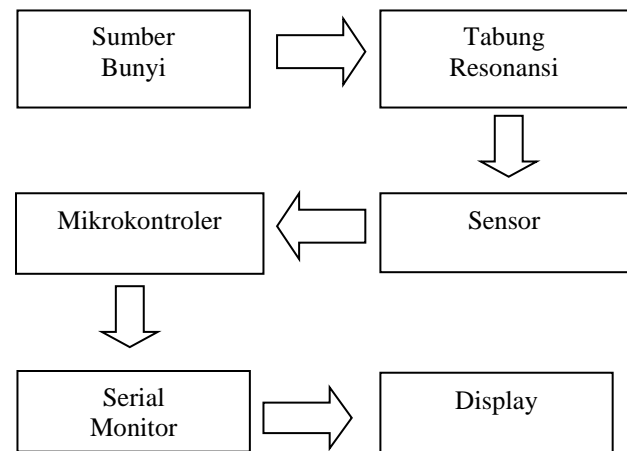 Sumber
Bunyi
Tabung
Resonansi
Mikrokontroler
Sensor
Serial
Monitor
Display